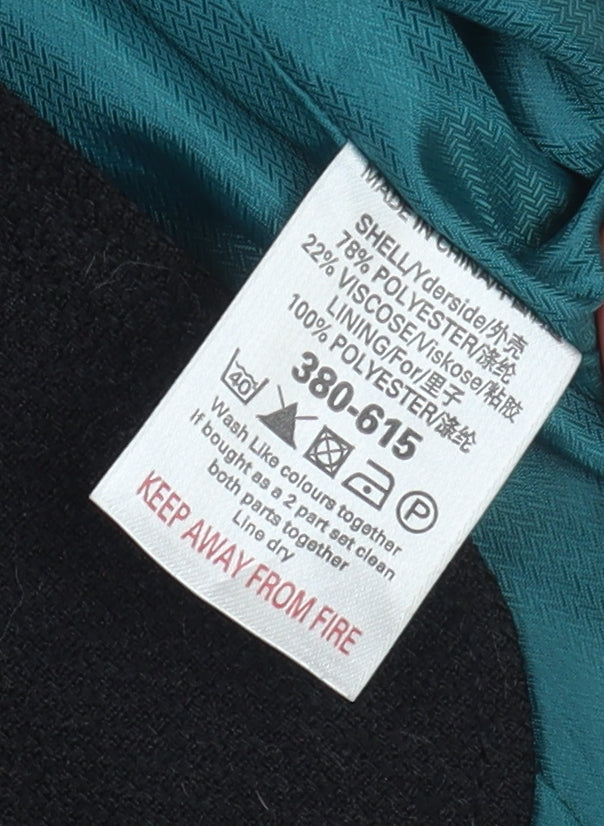 MADE IN CHINA
SHELL/Yderside/外壳
78% POLYESTER/涤纶
22% VISCOSE/Viskose/粘胶
LINING/For/里子
100% POLYESTER/涤纶
380-615
40 P
Wash Like colours together
If bought as a 2 part set clean
both parts together
Line dry
KEEP AWAY FROM FIRE